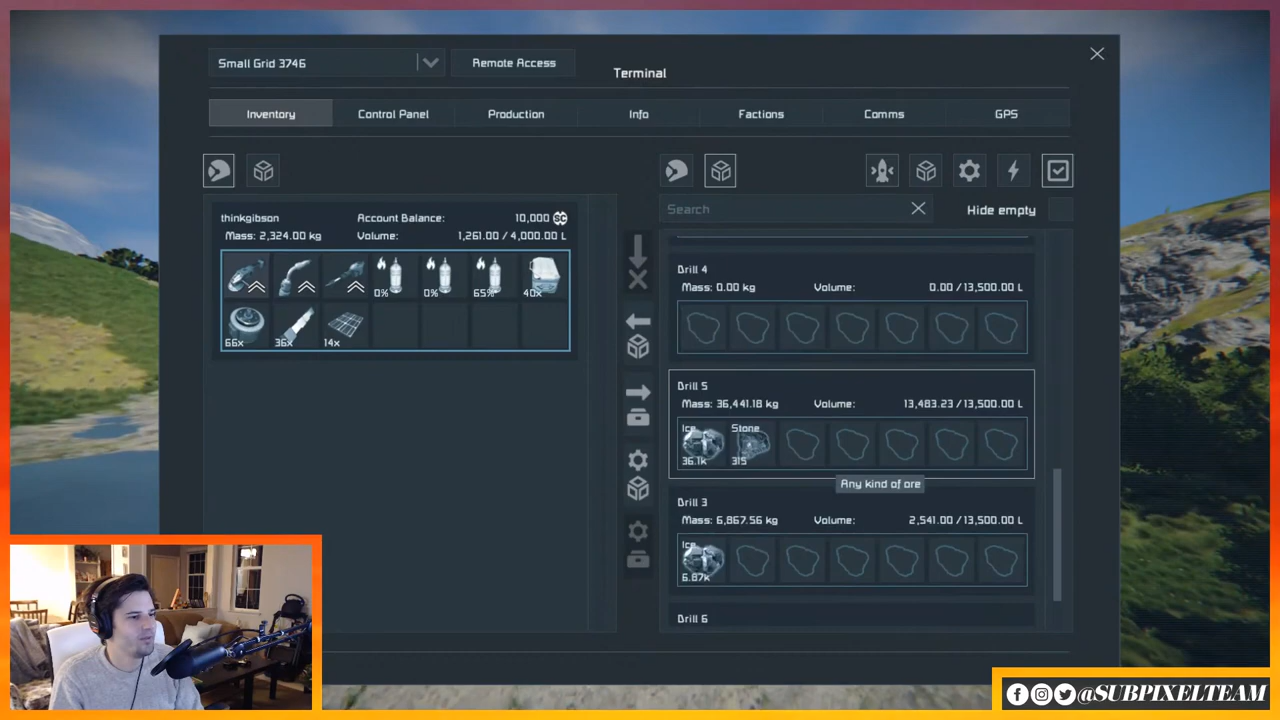 Small Grid 3746
Remote Access
Terminal
Inventory
Control Panel
Production
Info
Factions
Comms
GPS
Search
Hide empty
thinkgibson
Account Balance: 10,000 SC
Mass: 2,324.00 kg
Volume: 1,261.00 / 4,000.00 L
0%
0%
65%
40x
66x
36x
14x
Drill 4
Mass: 0.00 kg
Volume: 0.00 / 13,500.00 L
Drill 5
Mass: 36,441.18 kg
Volume: 13,483.23 / 13,500.00 L
Ice
Stone
36.1k
315
Any kind of ore
Drill 3
Mass: 6,867.56 kg
Volume: 2,541.00 / 13,500.00 L
Ice
6.87k
Drill 6
@SUBPIXELTEAM